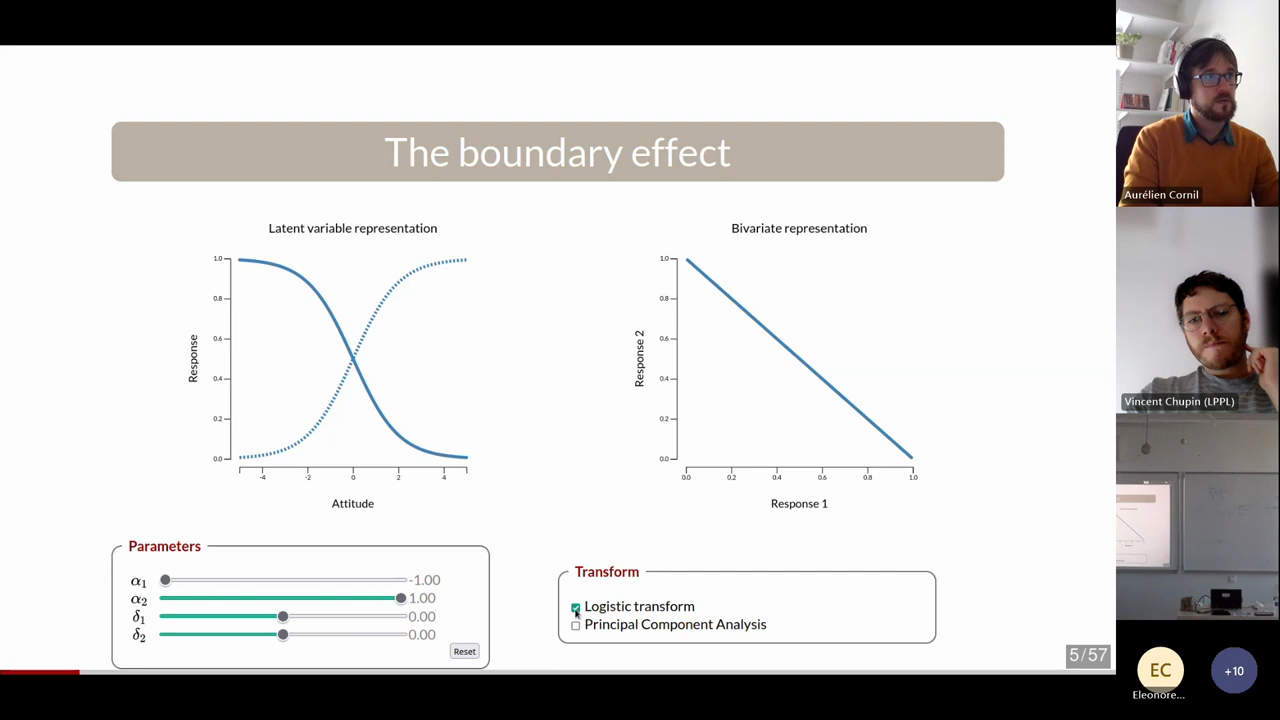 The boundary effect
Latent variable representation
1.0
0.8
0.6
0.4
0.2
0.0
Response
-4 -2 0 2 4
Attitude
Bivariate representation
1.0
0.8
0.6
0.4
0.2
0.0
Response 2
0.0 0.2 0.4 0.6 0.8 1.0
Response 1
Parameters
α1 -1.00
α2 1.00
δ1 0.00
δ2 0.00
Reset
Transform
Logistic transform
Principal Component Analysis
5/57
Aurélien Cornil
Vincent Chupin (LPPL)
EC
Eleonore...
+10